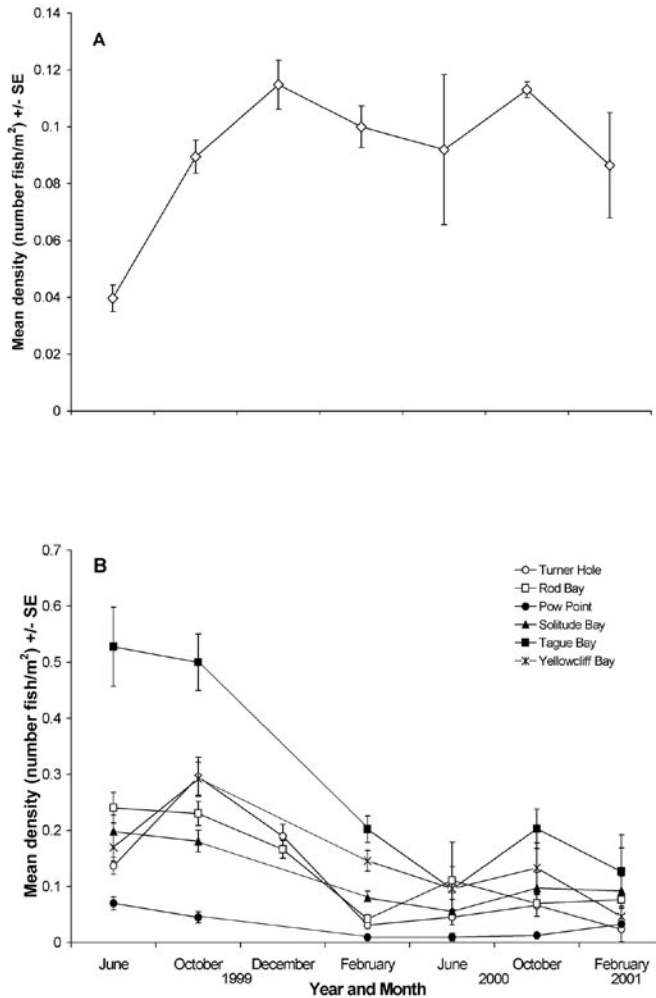 A
Mean density (number fish/m²) +/- SE
0.14
0.12
0.1
0.08
0.06
0.04
0.02
0
B
Mean density (number fish/m²) +/- SE
0.7
0.6
0.5
0.4
0.3
0.2
0.1
0
Turner Hole
Rod Bay
Pow Point
Solitude Bay
Tague Bay
Yellowcliff Bay
June October December February June October February
1999 2000 2001
Year and Month